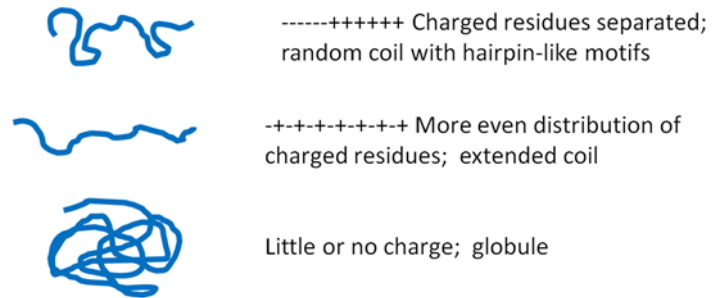 ------++++++ Charged residues separated;
random coil with hairpin-like motifs
-+-+-+-+-+-+-+ More even distribution of
charged residues;  extended coil
Little or no charge;  globule